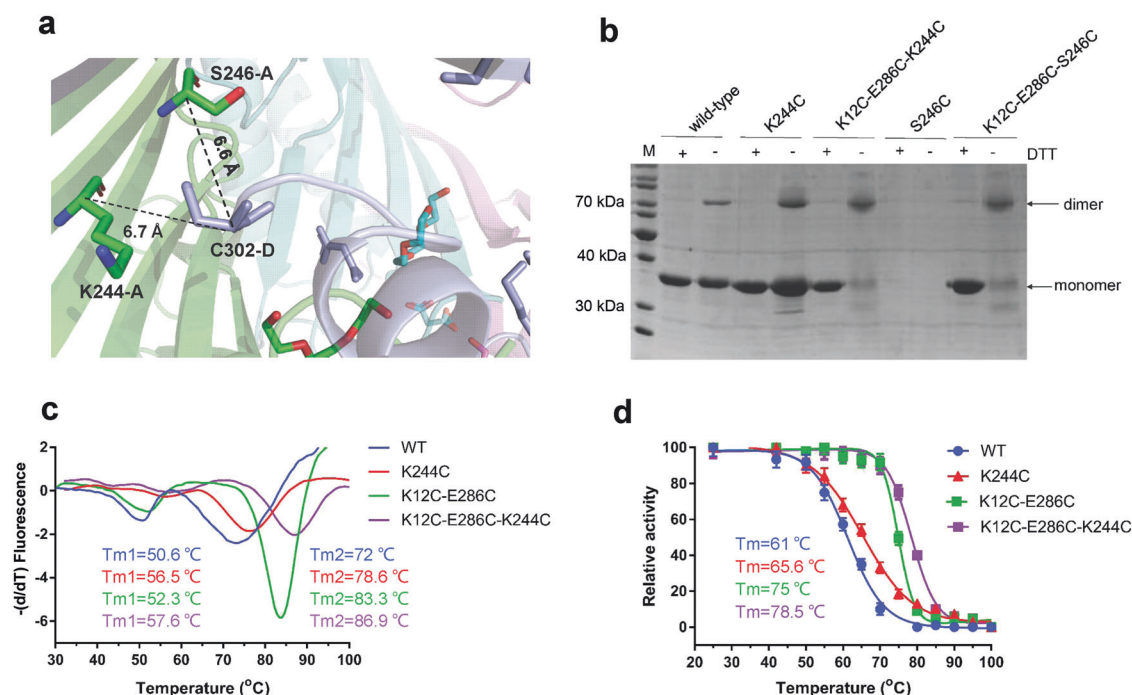 a
S246-A
6.6 Å
6.7 Å
C302-D
K244-A
b
wild-type
K244C
K12C-E286C-K244C
S246C
K12C-E286C-S246C
M + - + - + - + - + - DTT
70 kDa
dimer
40 kDa
monomer
30 kDa
c
WT
K244C
K12C-E286C
K12C-E286C-K244C
-(d/dT) Fluorescence
2
0
-2
-4
-6
Tm1=50.6 ℃ Tm2=72 ℃
Tm1=56.5 ℃ Tm2=78.6 ℃
Tm1=52.3 ℃ Tm2=83.3 ℃
Tm1=57.6 ℃ Tm2=86.9 ℃
30 40 50 60 70 80 90 100
Temperature (°C)
d
WT
K244C
K12C-E286C
K12C-E286C-K244C
Relative activity
100
80
60
40
20
0
Tm=61 ℃
Tm=65.6 ℃
Tm=75 ℃
Tm=78.5 ℃
20 30 40 50 60 70 80 90 100
Temperature (°C)